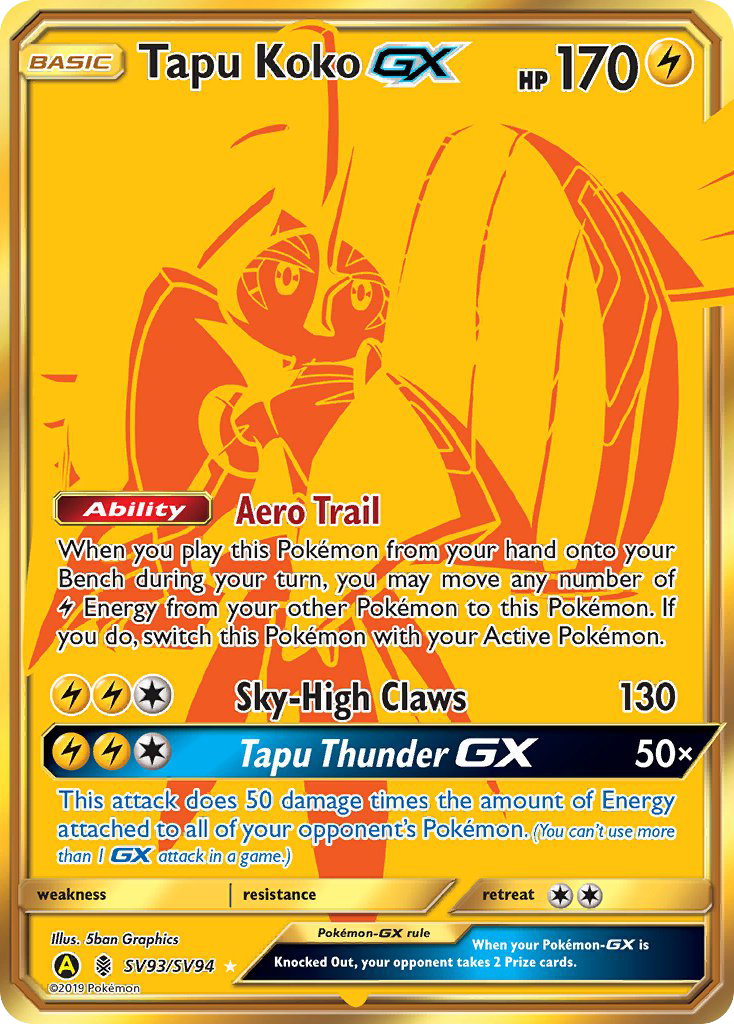 BASIC Tapu Koko GX HP 170
Ability Aero Trail
When you play this Pokémon from your hand onto your
Bench during your turn, you may move any number of
Energy from your other Pokémon to this Pokémon. If
you do, switch this Pokémon with your Active Pokémon.
Sky-High Claws 130
Tapu Thunder GX 50×
This attack does 50 damage times the amount of Energy
attached to all of your opponent's Pokémon. (You can't use more
than 1 GX attack in a game.)
weakness resistance retreat
Illus. 5ban Graphics
A SV93/SV94
©2019 Pokémon
Pokémon-GX rule
When your Pokémon-GX is
Knocked Out, your opponent takes 2 Prize cards.